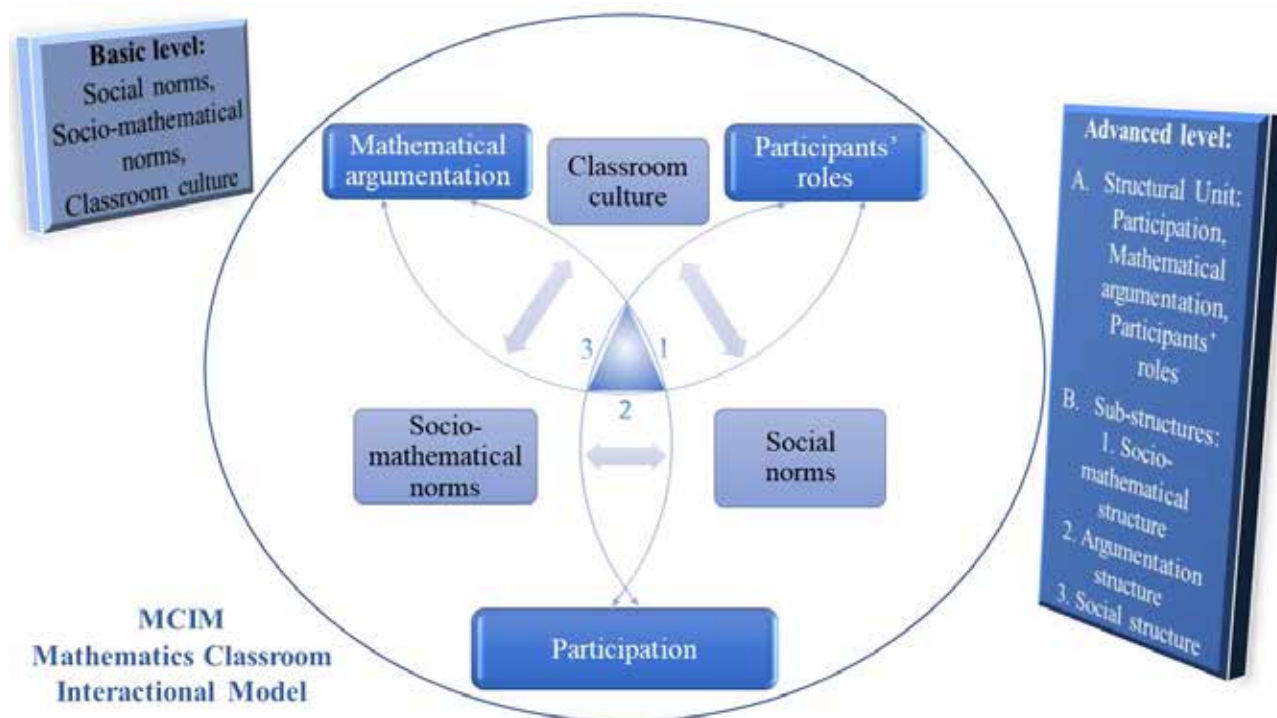 Basic level:
Social norms,
Socio-mathematical
norms,
Classroom culture
Mathematical
argumentation
Classroom
culture
Participants'
roles
3
1
2
Socio-
mathematical
norms
Social
norms
Participation
MCIM
Mathematics Classroom
Interactional Model
Advanced level:
A. Structural Unit:
Participation,
Mathematical
argumentation,
Participants'
roles
B. Sub-structures:
1. Socio-
mathematical
structure
2. Argumentation
structure
3. Social structure